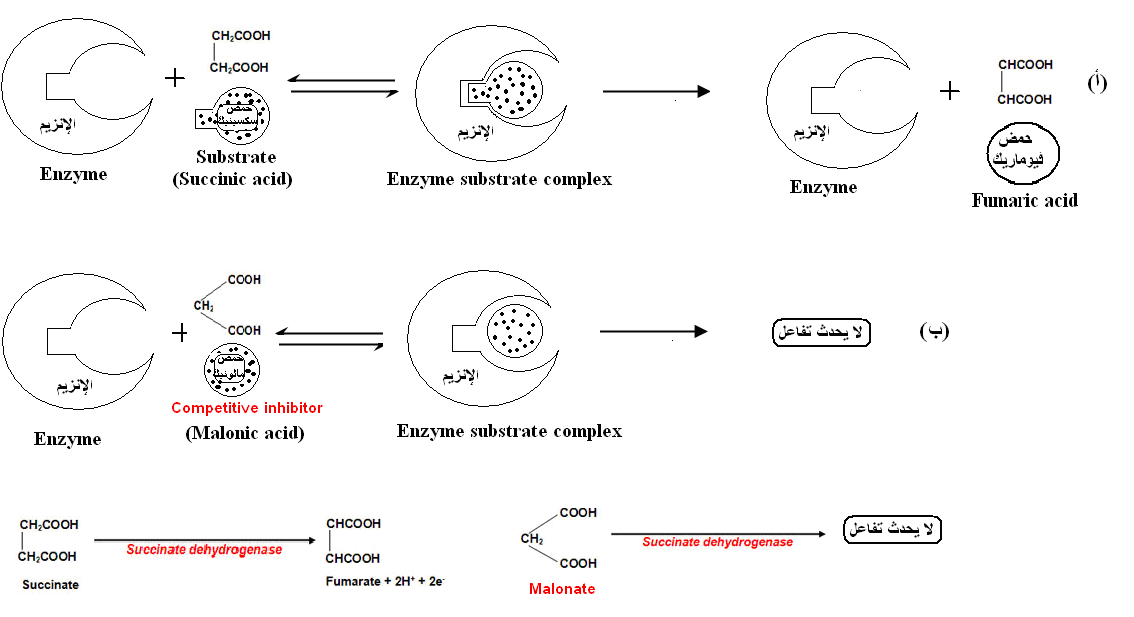 CH₂COOH
CH₂COOH
حمض
سكسينيك
الإنزيم
Enzyme
+
Substrate
(Succinic acid)
الإنزيم
Enzyme substrate complex
الإنزيم
Enzyme
+
CHCOOH
CHCOOH
حمض
فيوماريك
Fumaric acid
(أ)
الإنزيم
Enzyme
+
COOH
CH₂
COOH
حمض
مالونيك
Competitive inhibitor
(Malonic acid)
الإنزيم
Enzyme substrate complex
لا يحدث تفاعل
(ب)
CH₂COOH
CH₂COOH
Succinate
Succinate dehydrogenase
CHCOOH
CHCOOH
Fumarate + 2H⁺ + 2e⁻
COOH
CH₂
COOH
Malonate
Succinate dehydrogenase
لا يحدث تفاعل